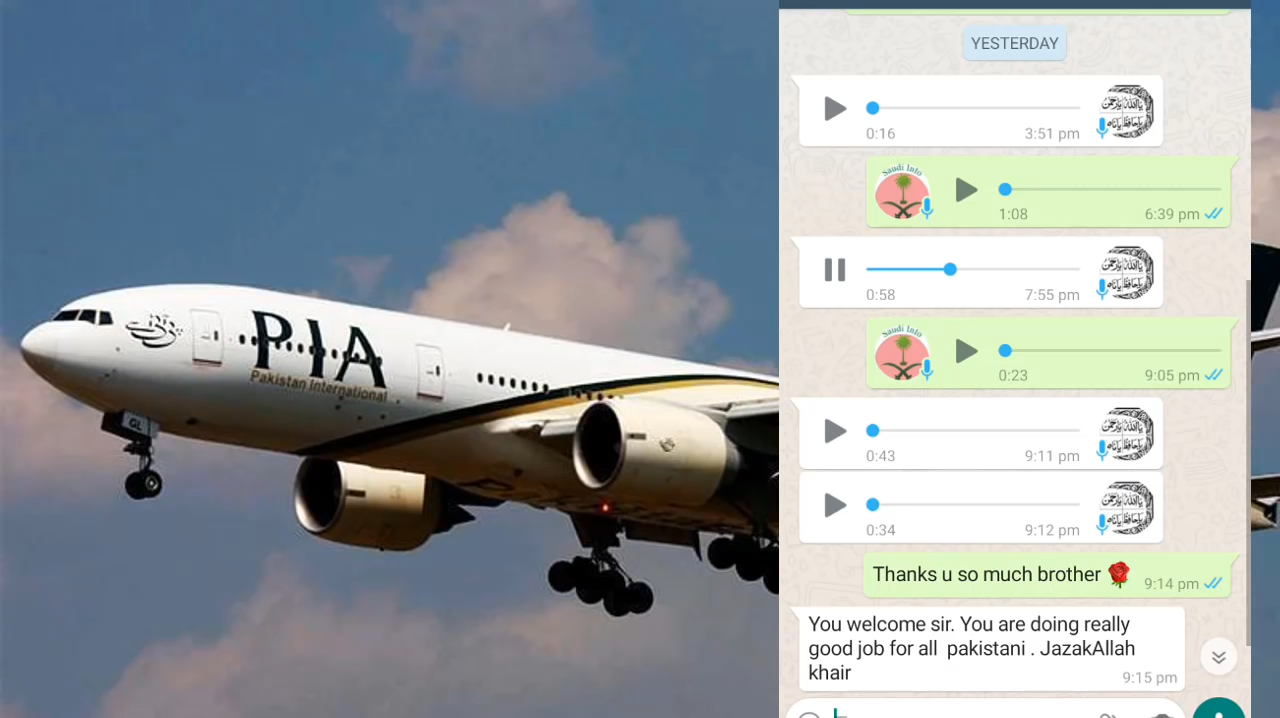 PIA
Pakistan International
GL
YESTERDAY
0:16 3:51 pm
Saudi Info
1:08 6:39 pm
0:58 7:55 pm
Saudi Info
0:23 9:05 pm
0:43 9:11 pm
0:34 9:12 pm
Thanks u so much brother 🌹 9:14 pm
You welcome sir. You are doing really
good job for all pakistani . JazakAllah
khair 9:15 pm